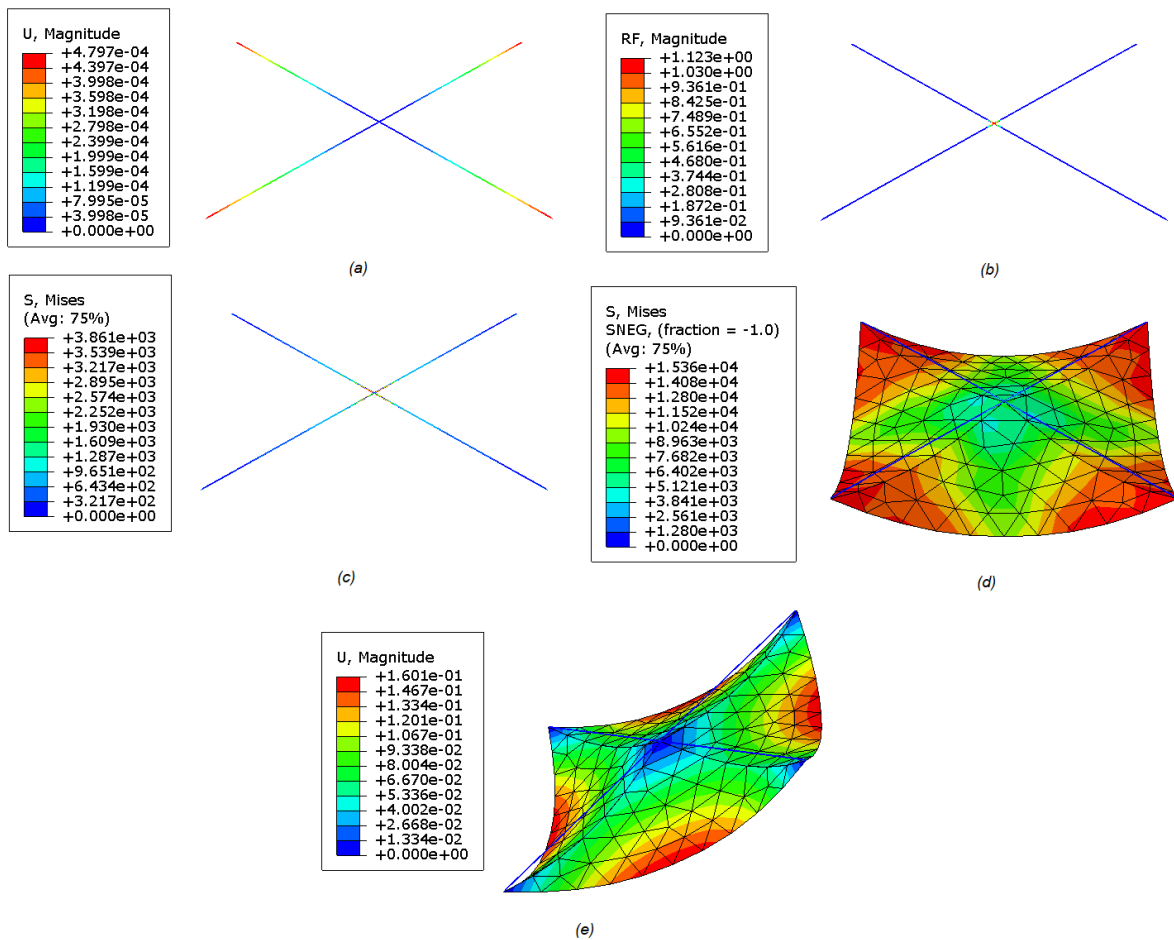 U, Magnitude
+4.797e-04
+4.397e-04
+3.998e-04
+3.598e-04
+3.198e-04
+2.798e-04
+2.399e-04
+1.999e-04
+1.599e-04
+1.199e-04
+7.995e-05
+3.998e-05
+0.000e+00
(a)
RF, Magnitude
+1.123e+00
+1.030e+00
+9.361e-01
+8.425e-01
+7.489e-01
+6.552e-01
+5.616e-01
+4.680e-01
+3.744e-01
+2.808e-01
+1.872e-01
+9.361e-02
+0.000e+00
(b)
S, Mises
(Avg: 75%)
+3.861e+03
+3.539e+03
+3.217e+03
+2.895e+03
+2.574e+03
+2.252e+03
+1.930e+03
+1.609e+03
+1.287e+03
+9.651e+02
+6.434e+02
+3.217e+02
+0.000e+00
(c)
S, Mises
SNEG, (fraction = -1.0)
(Avg: 75%)
+1.536e+04
+1.408e+04
+1.280e+04
+1.152e+04
+1.024e+04
+8.963e+03
+7.682e+03
+6.402e+03
+5.121e+03
+3.841e+03
+2.561e+03
+1.280e+03
+0.000e+00
(d)
U, Magnitude
+1.601e-01
+1.467e-01
+1.334e-01
+1.201e-01
+1.067e-01
+9.338e-02
+8.004e-02
+6.670e-02
+5.336e-02
+4.002e-02
+2.668e-02
+1.334e-02
+0.000e+00
(e)